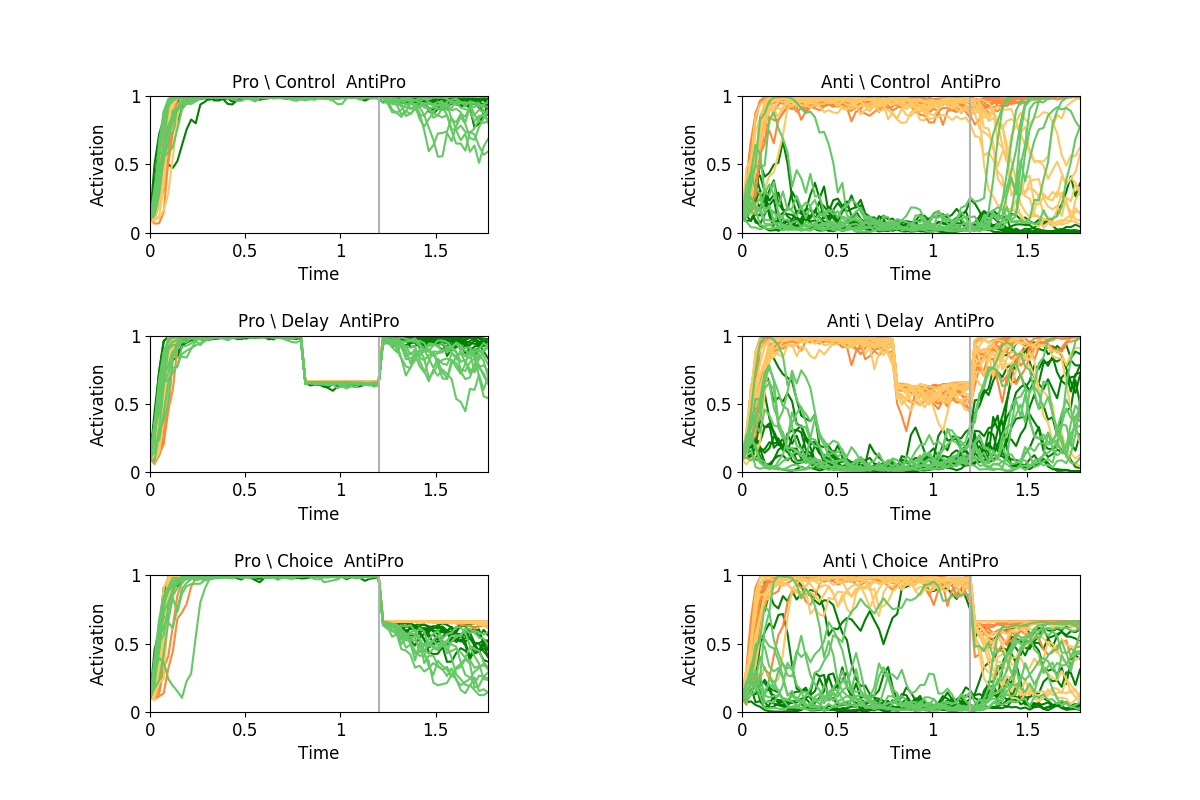 Pro \ Control  AntiPro
Anti \ Control  AntiPro
1
0.5
0
Activation
0
0.5
1
1.5
Time
1
0.5
0
Activation
0
0.5
1
1.5
Time
Pro \ Delay  AntiPro
Anti \ Delay  AntiPro
1
0.5
0
Activation
0
0.5
1
1.5
Time
1
0.5
0
Activation
0
0.5
1
1.5
Time
Pro \ Choice  AntiPro
Anti \ Choice  AntiPro
1
0.5
0
Activation
0
0.5
1
1.5
Time
1
0.5
0
Activation
0
0.5
1
1.5
Time